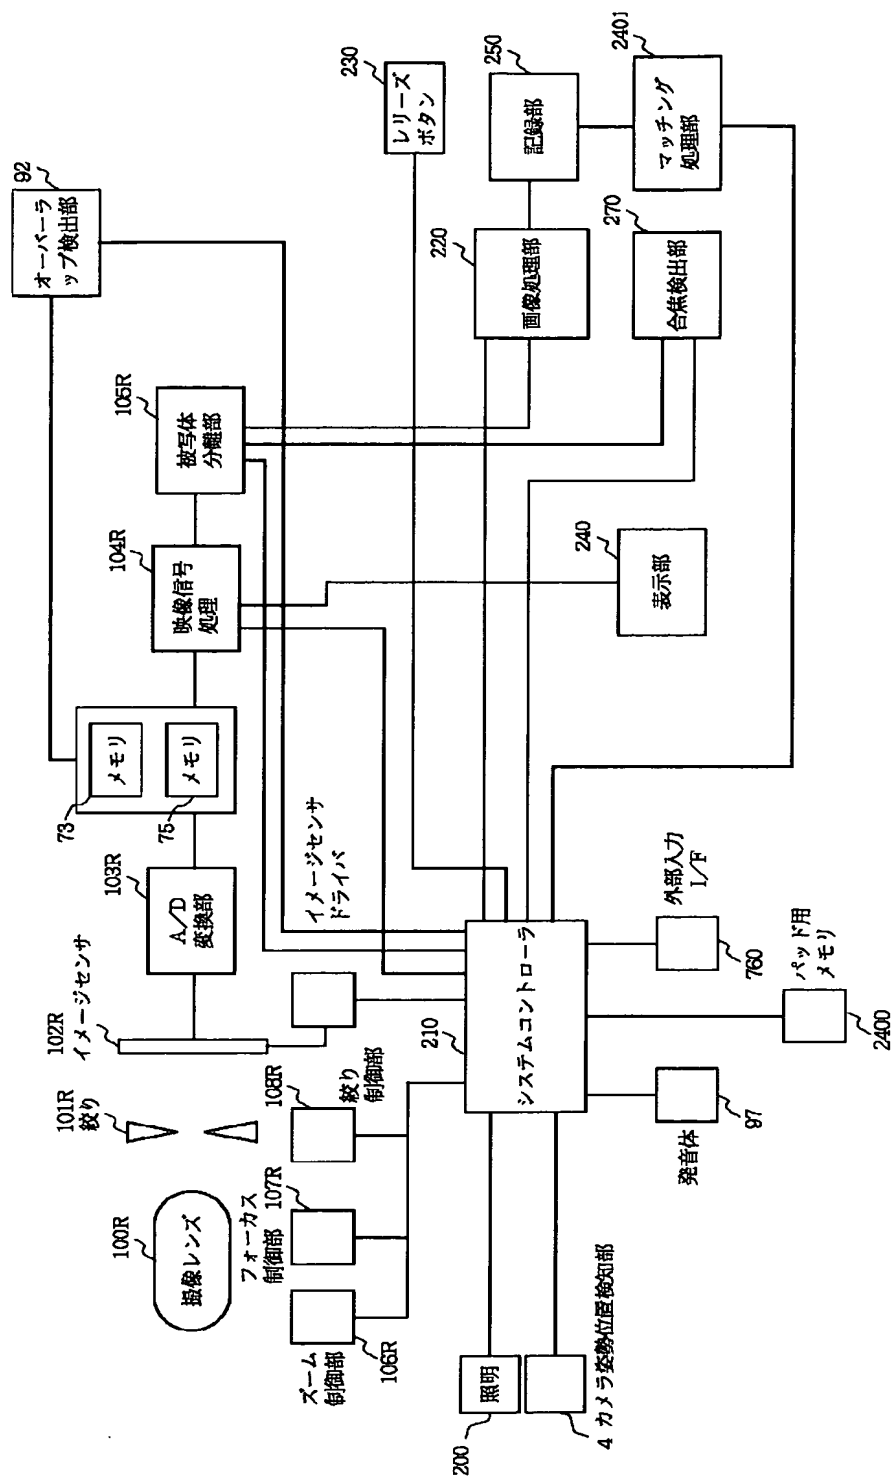 100R
撮像レンズ
101R
絞り
102R
イメージセンサ
103R
A/D
変換部
73
メモリ
75
メモリ
104R
映像信号
処理
105R
被写体
分離部
92
オーバーラ
ップ検出部
ズーム
制御部
106R
フォーカス
制御部
107R
108R
絞り
制御部
イメージセンサ
ドライバ
230
レリーズ
ボタン
210
システムコントローラ
220
画像処理部
250
記録部
240
表示部
270
合焦検出部
2401
マッチング
処理部
照明
200
4 カメラ姿勢位置検知部
発音体
97
パッド用
メモリ
2400
外部入力
I/F
760